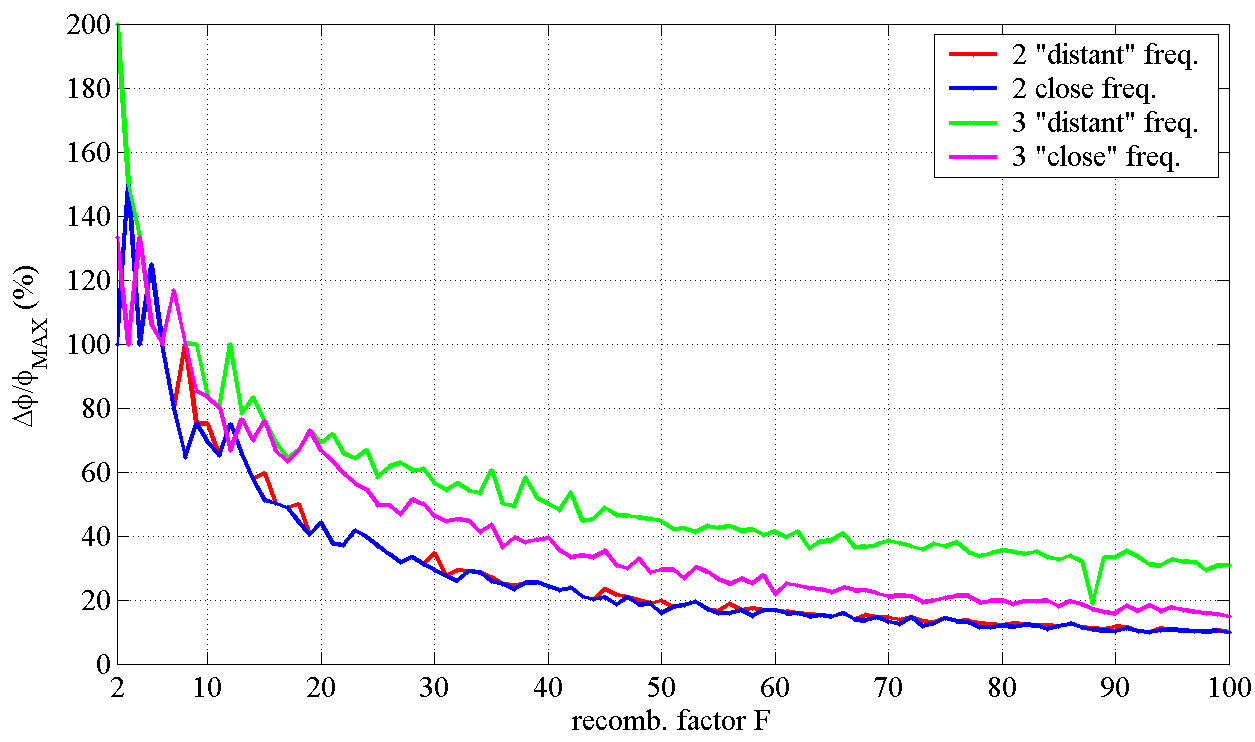 200
180
160
140
120
100
80
60
40
20
0
Δϕ/ϕMAX (%)
2 "distant" freq.
2 close freq.
3 "distant" freq.
3 "close" freq.
2 10 20 30 40 50 60 70 80 90 100
recomb. factor F